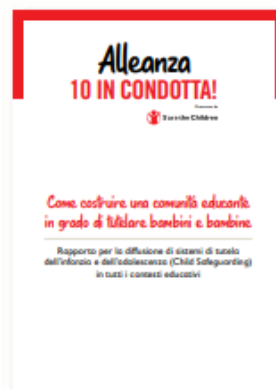 Alleanza
10 IN CONDOTTA!
Save the Children
Come costruire una comunità educante
in grado di tutelare bambini e bambine
Rapporto per la diffusione di sistemi di tutela
dell'infanzia e dell'adolescenza (Child Safeguarding)
in tutti i contesti educativi